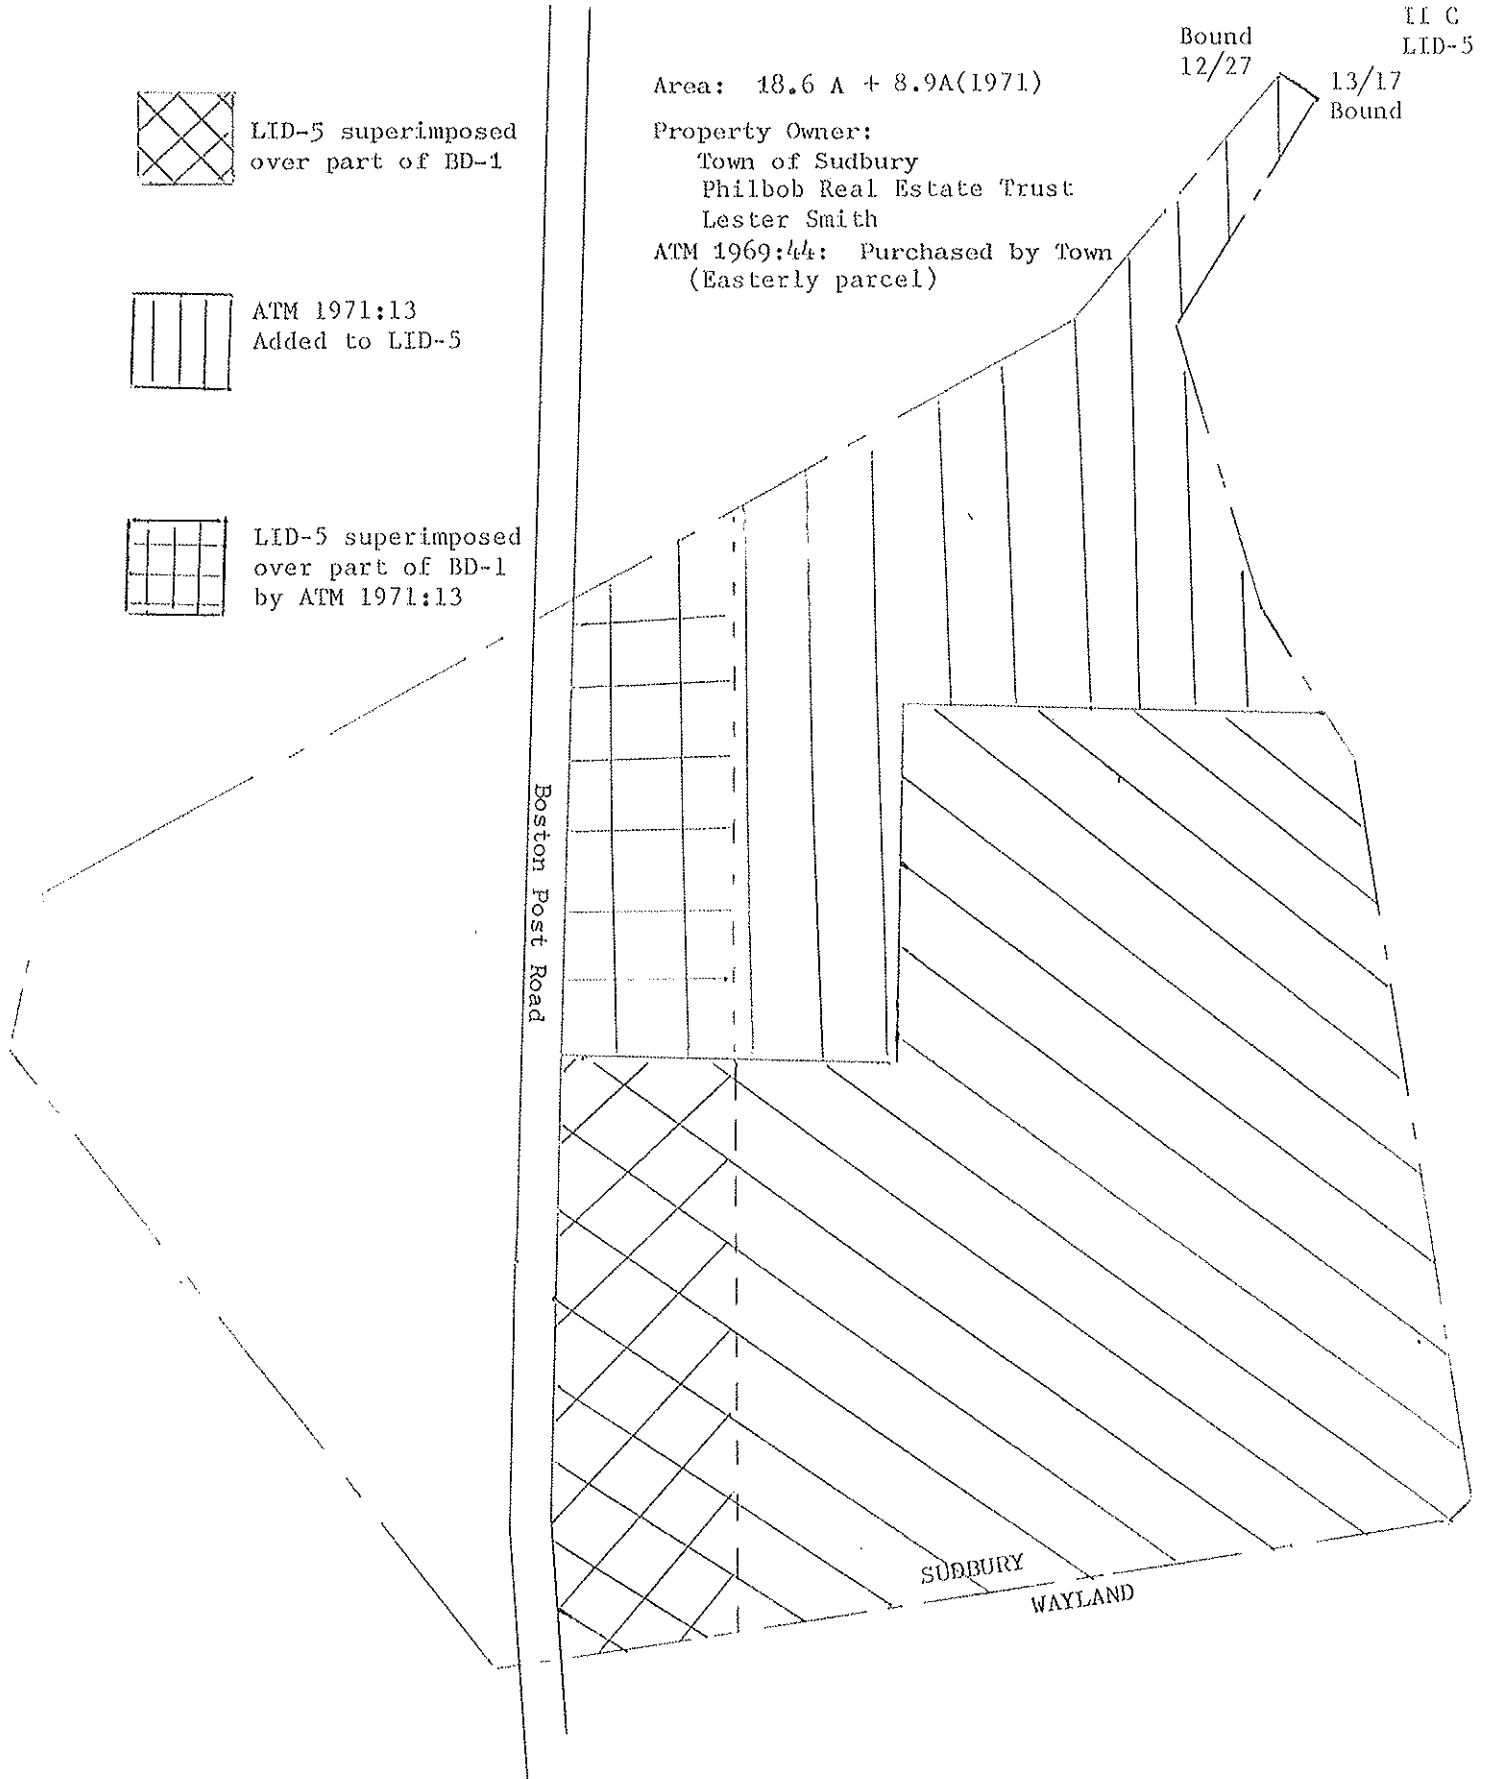 II C
LID-5
Bound
12/27
13/17
Bound
Area: 18.6 A + 8.9A(1971)
Property Owner:
Town of Sudbury
Philbob Real Estate Trust
Lester Smith
ATM 1969:44: Purchased by Town
(Easterly parcel)
LID-5 superimposed
over part of BD-1
ATM 1971:13
Added to LID-5
LID-5 superimposed
over part of BD-1
by ATM 1971:13
Boston Post Road
SUDBURY
WAYLAND